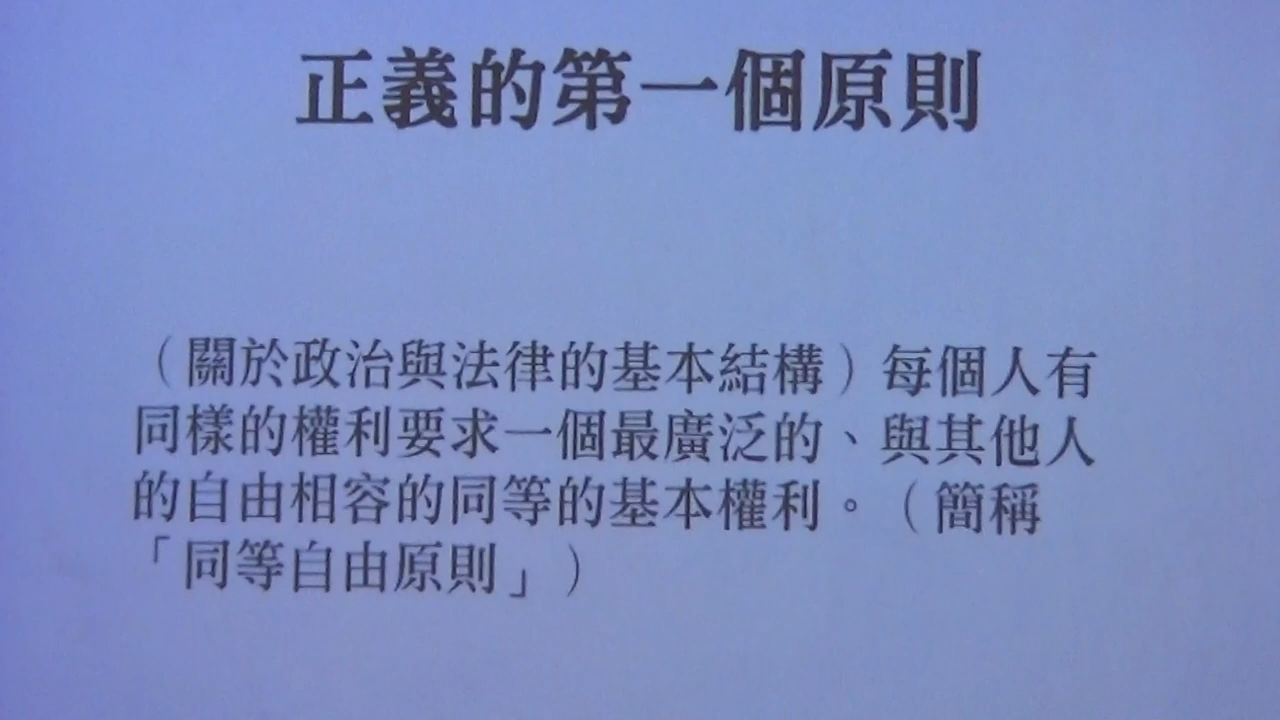 正義的第一個原則
（關於政治與法律的基本結構）每個人有
同樣的權利要求一個最廣泛的、與其他人
的自由相容的同等的基本權利。（簡稱
「同等自由原則」）